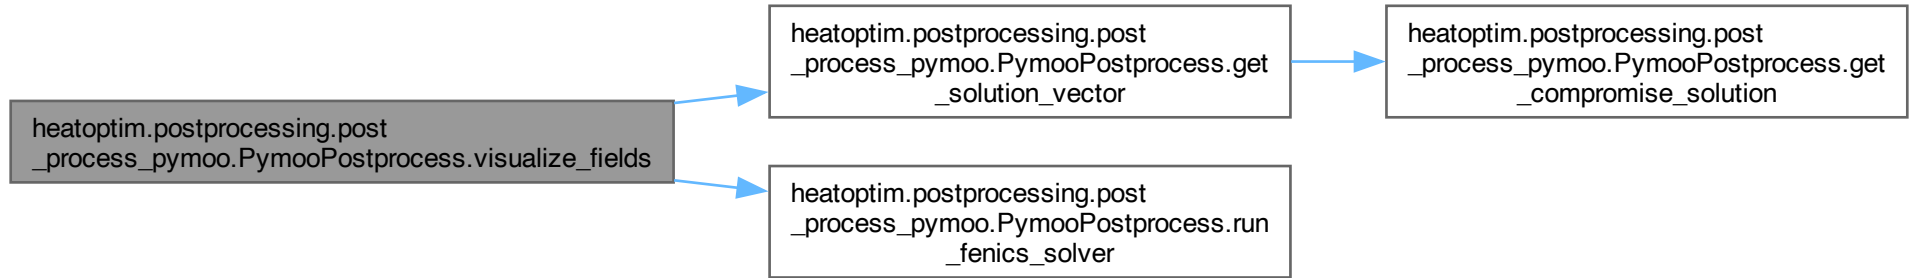 heatoptim.postprocessing.post
_process_pymoo.PymooPostprocess.visualize_fields
heatoptim.postprocessing.post
_process_pymoo.PymooPostprocess.get
_solution_vector
heatoptim.postprocessing.post
_process_pymoo.PymooPostprocess.get
_compromise_solution
heatoptim.postprocessing.post
_process_pymoo.PymooPostprocess.run
_fenics_solver